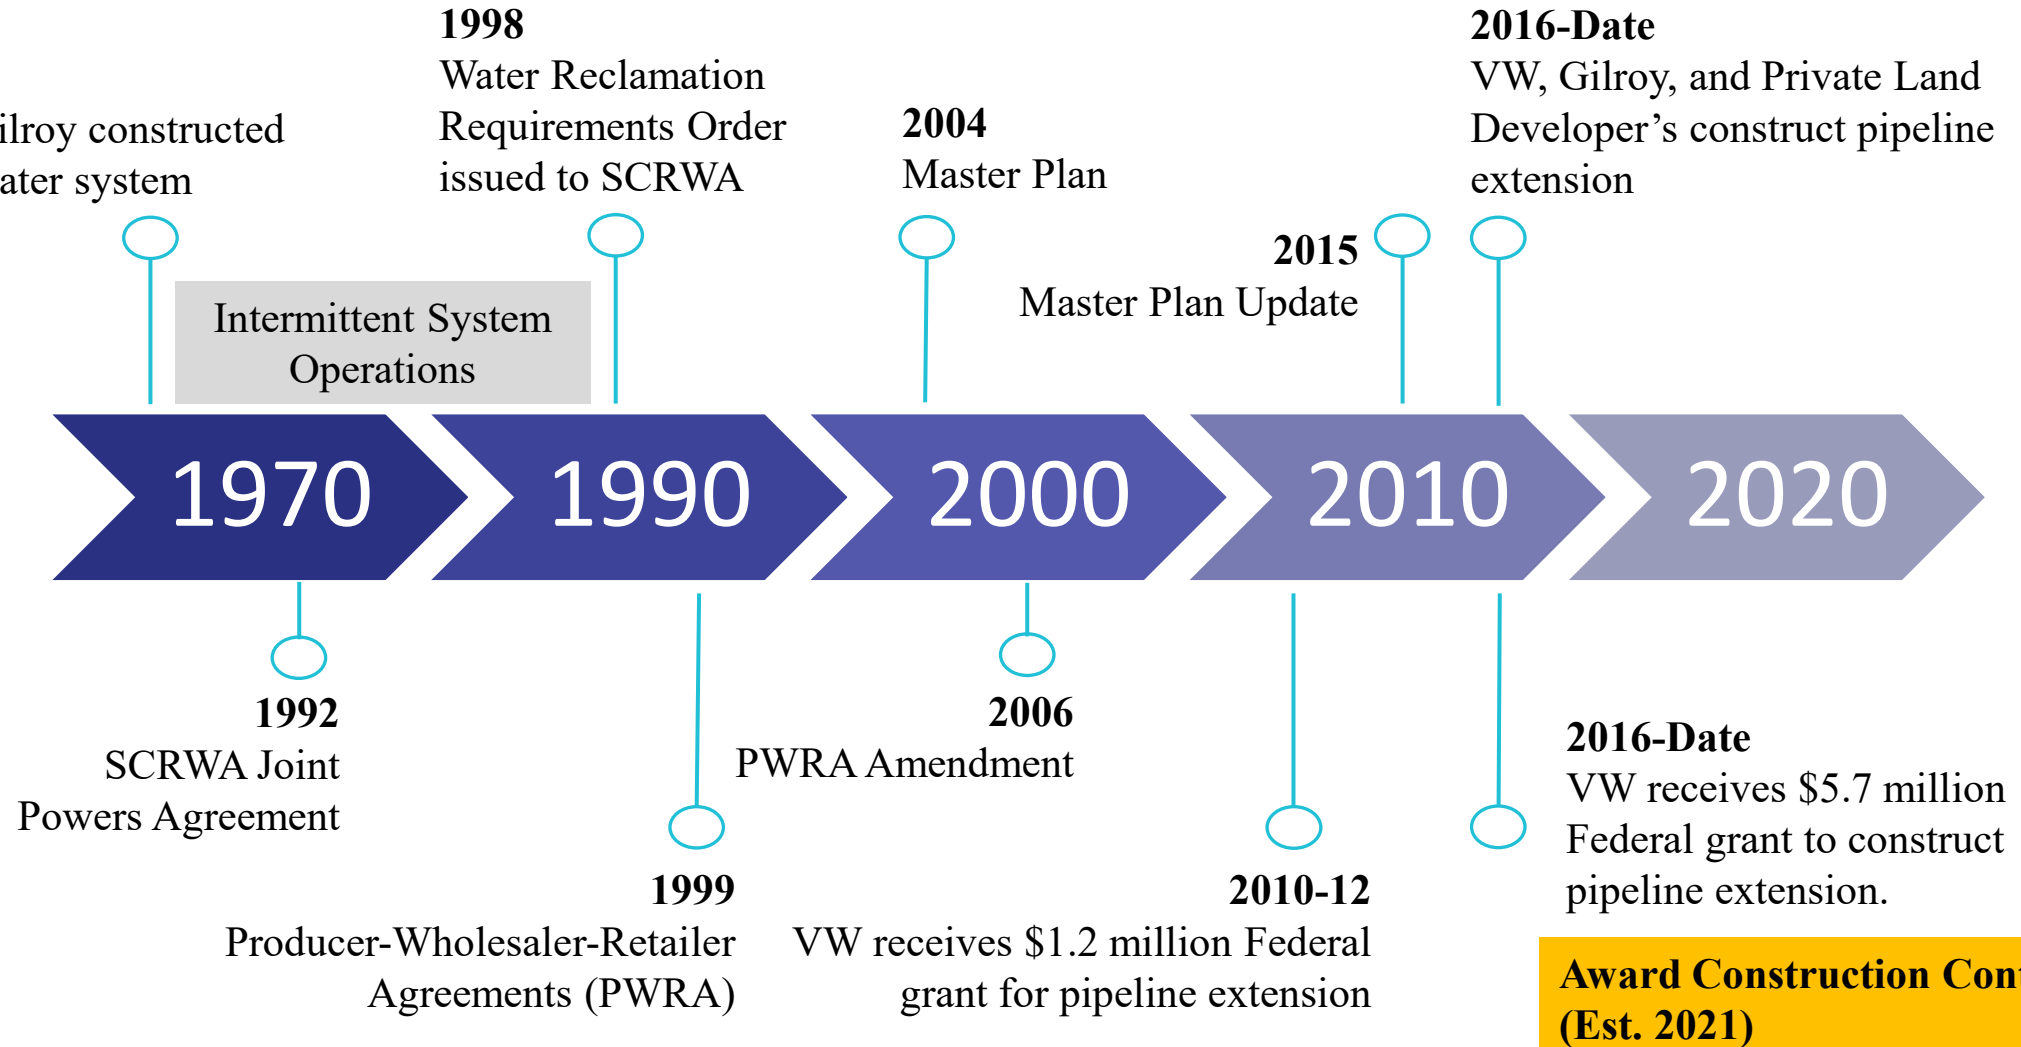 1998
Water Reclamation
Requirements Order
issued to SCRWA
ilroy constructed
ater system
2004
Master Plan
2015
Master Plan Update
2016-Date
VW, Gilroy, and Private Land
Developer’s construct pipeline
extension
Intermittent System
Operations
1970
1990
2000
2010
2020
1992
SCRWA Joint
Powers Agreement
1999
Producer-Wholesaler-Retailer
Agreements (PWRA)
2006
PWRA Amendment
2010-12
VW receives $1.2 million Federal
grant for pipeline extension
2016-Date
VW receives $5.7 million
Federal grant to construct
pipeline extension.
Award Construction Cont
(Est. 2021)